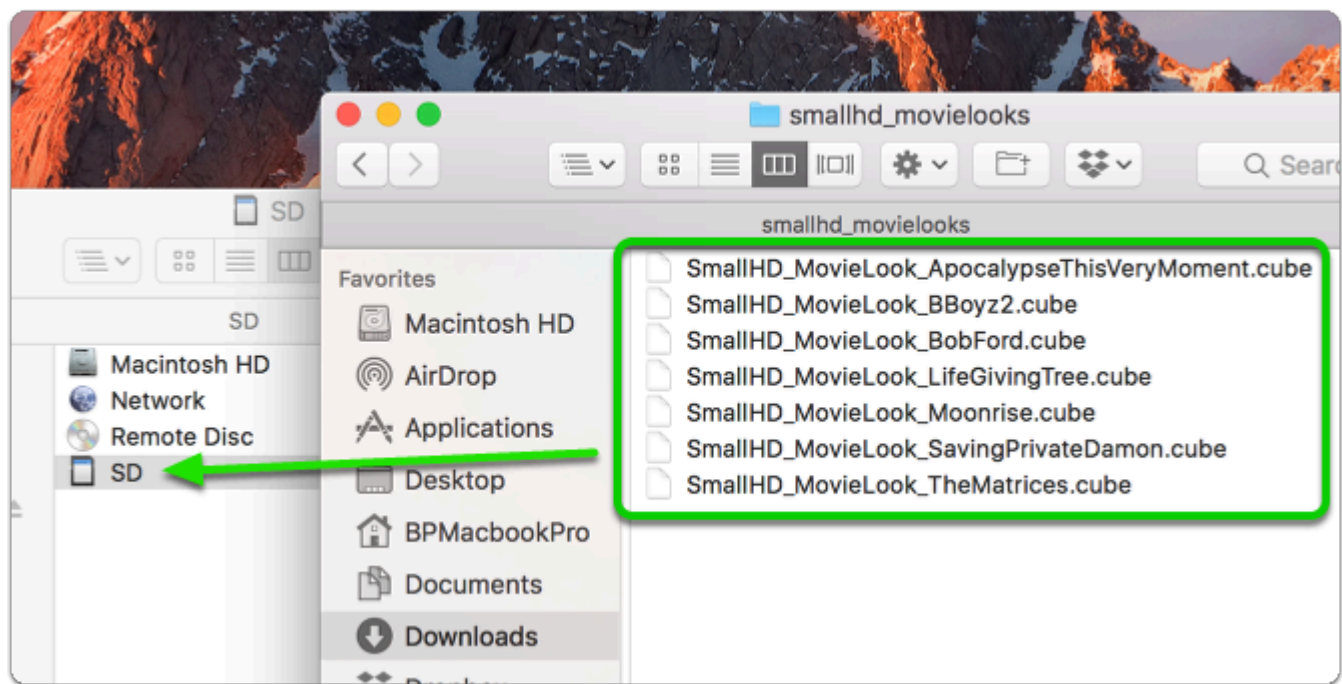 smallhd_movielooks
Sear
smallhd_movielooks
SD
SD
Macintosh HD
Network
Remote Disc
SD
Favorites
Macintosh HD
AirDrop
Applications
Desktop
BPMacbookPro
Documents
Downloads
SmallHD_MovieLook_ApocalypseThisVeryMoment.cube
SmallHD_MovieLook_BBoyz2.cube
SmallHD_MovieLook_BobFord.cube
SmallHD_MovieLook_LifeGivingTree.cube
SmallHD_MovieLook_Moonrise.cube
SmallHD_MovieLook_SavingPrivateDamon.cube
SmallHD_MovieLook_TheMatrices.cube